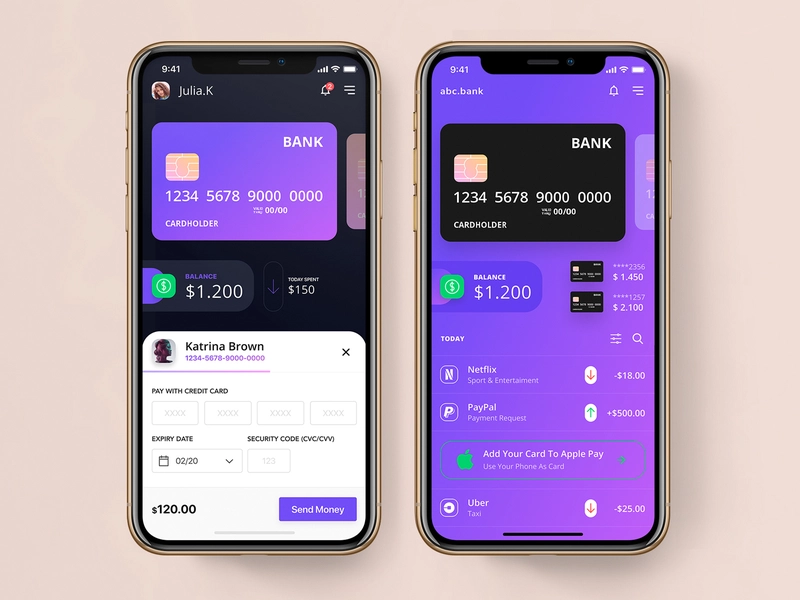 9:41
Julia.K
2
BANK
1234 5678 9000 0000
VALID THRU 00/00
CARDHOLDER
BALANCE
$1.200
TODAY SPENT
$150
Katrina Brown
1234-5678-9000-0000
PAY WITH CREDIT CARD
XXXX XXXX XXXX XXXX
EXPIRY DATE
SECURITY CODE (CVC/CVV)
02/20
123
$120.00
Send Money
9:41
abc.bank
BANK
1234 5678 9000 0000
VALID THRU 00/00
CARDHOLDER
BALANCE
$1.200
****2356
$ 1.450
****1257
$ 2.100
TODAY
Netflix
Sport & Entertaiment
-$18.00
PayPal
Payment Request
+$500.00
Add Your Card To Apple Pay
Use Your Phone As Card
Uber
Taxi
-$25.00